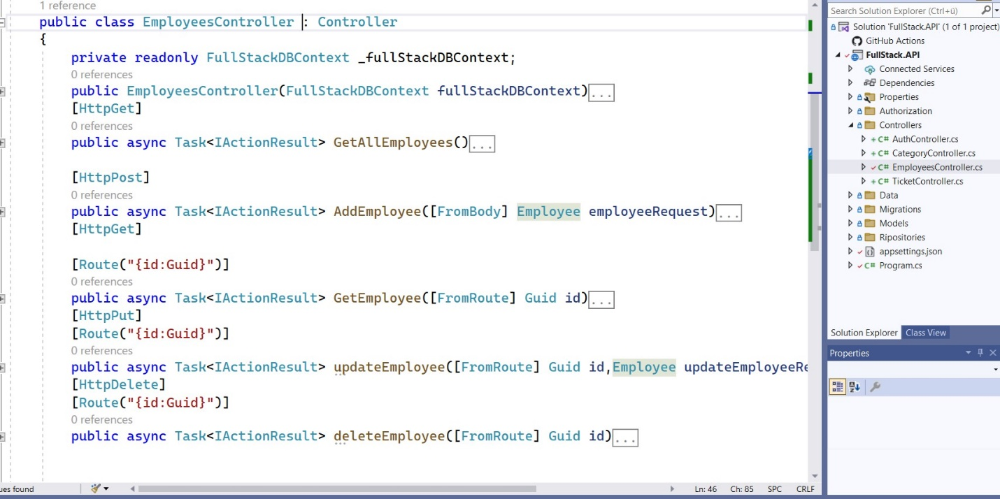 1 reference
public class EmployeesController : Controller
{
private readonly FullStackDBContext _fullStackDBContext;
0 references
public EmployeesController(FullStackDBContext fullStackDBContext)...
[HttpGet]
0 references
public async Task<IActionResult> GetAllEmployees()...
[HttpPost]
0 references
public async Task<IActionResult> AddEmployee([FromBody] Employee employeeRequest)...
[HttpGet]
[Route("{id:Guid}")]
0 references
public async Task<IActionResult> GetEmployee([FromRoute] Guid id)...
[HttpPut]
[Route("{id:Guid}")]
0 references
public async Task<IActionResult> updateEmployee([FromRoute] Guid id,Employee updateEmployeeRe
[HttpDelete]
[Route("{id:Guid}")]
0 references
public async Task<IActionResult> deleteEmployee([FromRoute] Guid id)...
ues found
Ln: 46 Ch: 85 SPC CRLF
Search Solution Explorer (Ctrl+ü)
Solution 'FullStack.API' (1 of 1 project)
GitHub Actions
FullStack.API
Connected Services
Dependencies
Properties
Authorization
Controllers
C# AuthController.cs
C# CategoryController.cs
C# EmployeesController.cs
C# TicketController.cs
Data
Migrations
Models
Ripositories
appsettings.json
C# Program.cs
Solution Explorer Class View
Properties